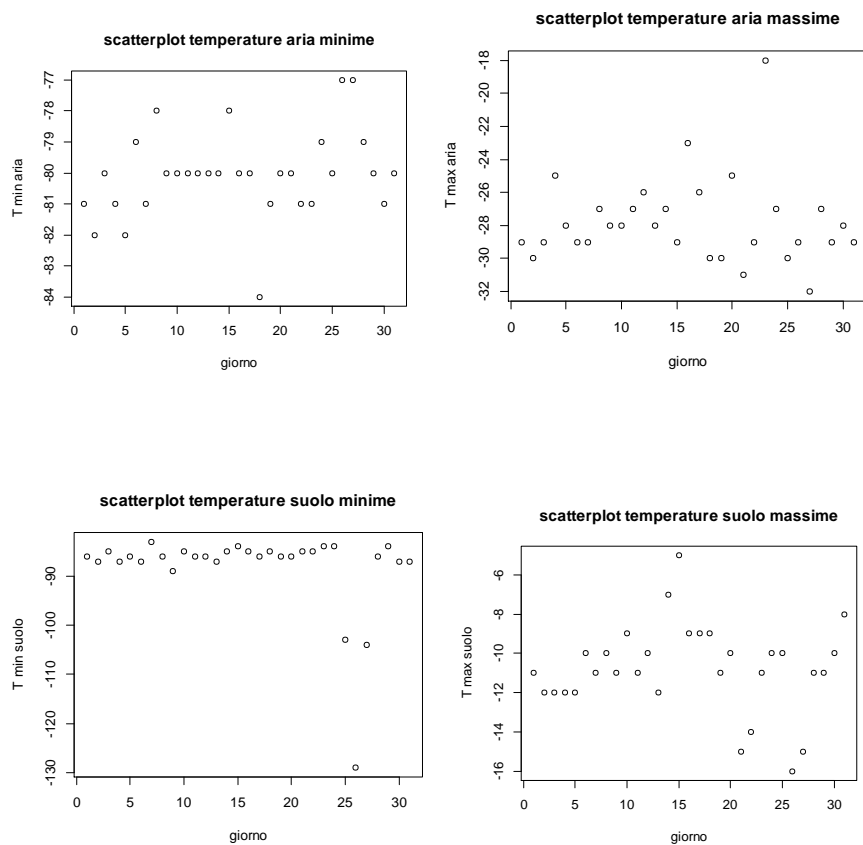 scatterplot temperature aria minime
-77
-78
-79
-80
-81
-82
-83
-84
T min aria
0 5 10 15 20 25 30
giorno
scatterplot temperature aria massime
-18
-20
-22
-24
-26
-28
-30
-32
T max aria
0 5 10 15 20 25 30
giorno
scatterplot temperature suolo minime
-90
-100
-110
-120
-130
T min suolo
0 5 10 15 20 25 30
giorno
scatterplot temperature suolo massime
-6
-8
-10
-12
-14
-16
T max suolo
0 5 10 15 20 25 30
giorno